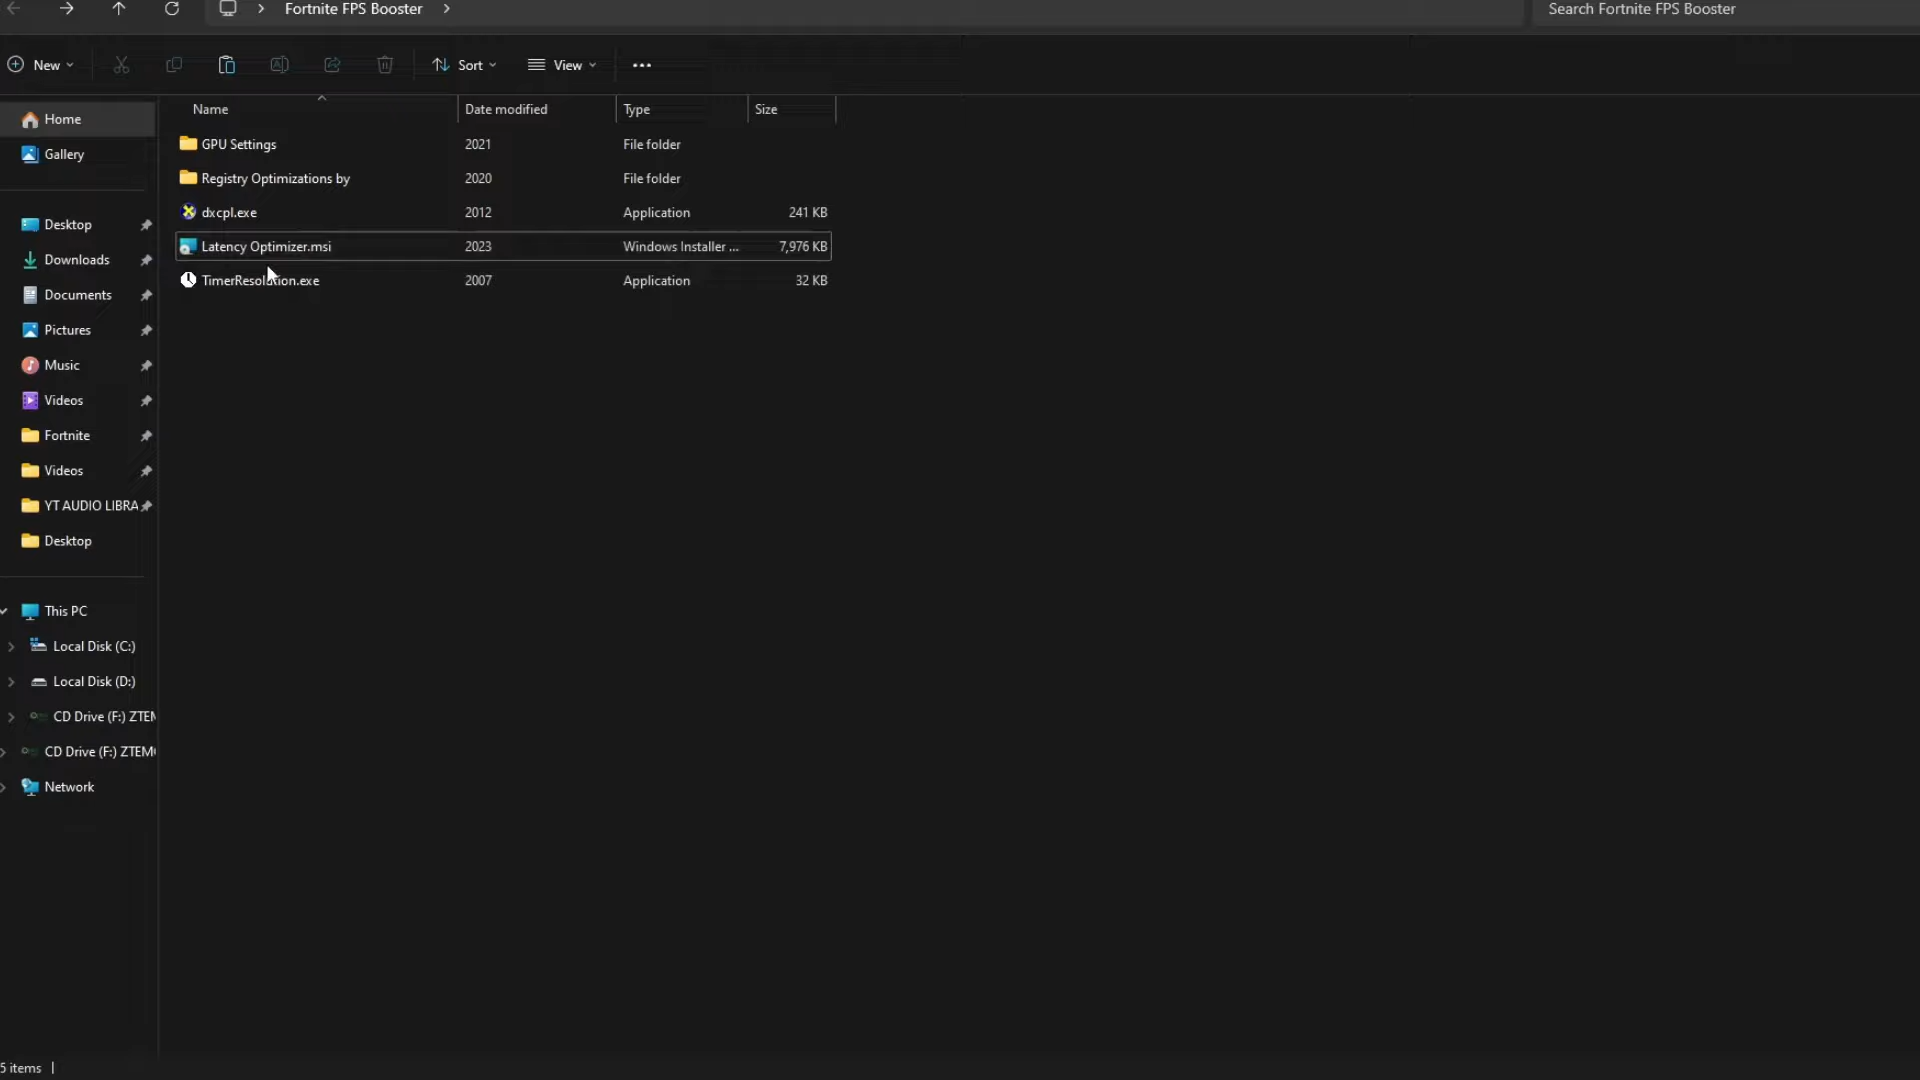 Fortnite FPS Booster
Search Fortnite FPS Booster
New
Sort
View
Name Date modified Type Size
GPU Settings 2021 File folder
Registry Optimizations by 2020 File folder
dxcpl.exe 2012 Application 241 KB
Latency Optimizer.msi 2023 Windows Installer ... 7,976 KB
TimerResolution.exe 2007 Application 32 KB
Home
Gallery
Desktop
Downloads
Documents
Pictures
Music
Videos
Fortnite
Videos
YT AUDIO LIBRA
Desktop
This PC
Local Disk (C:)
Local Disk (D:)
CD Drive (F:) ZTEM
CD Drive (F:) ZTEM
Network
5 items